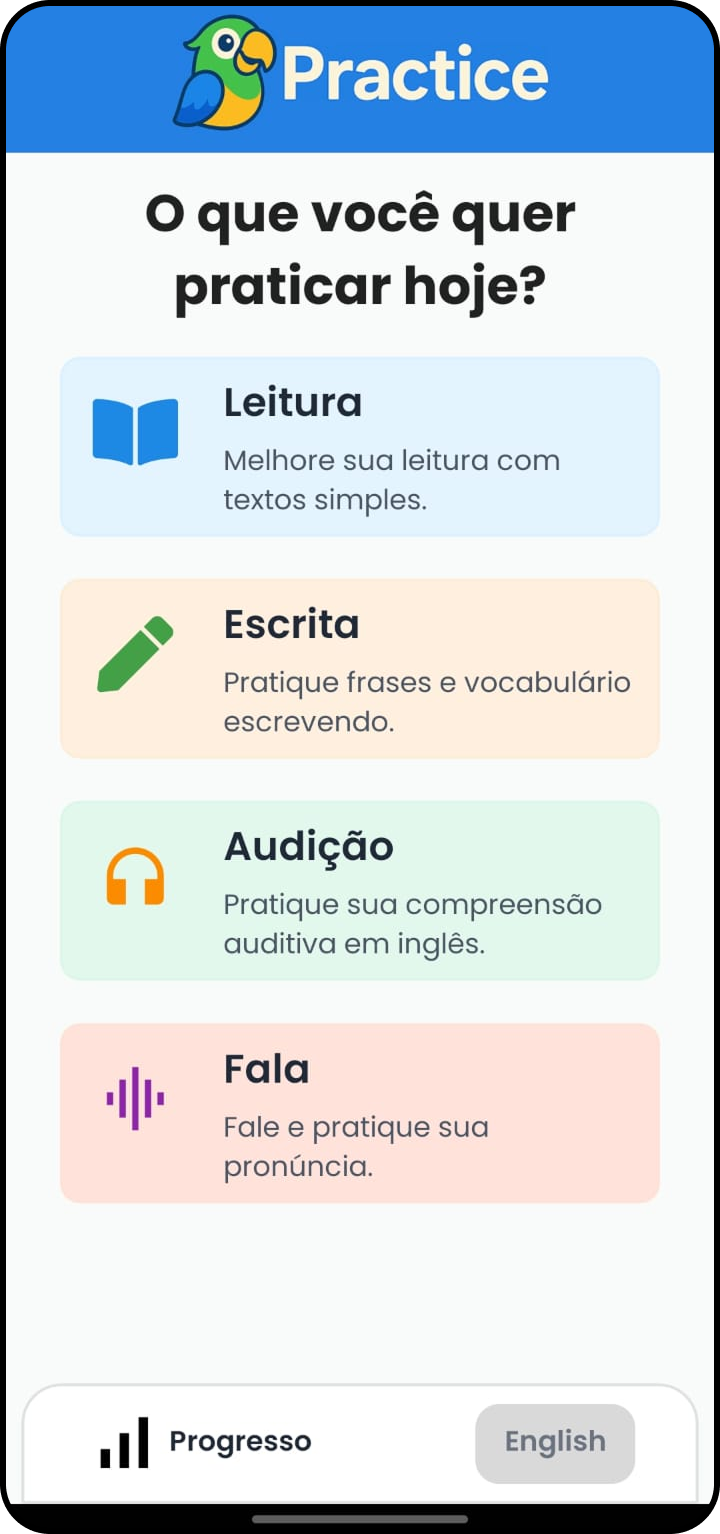 Practice
O que você quer
praticar hoje?
Leitura
Melhore sua leitura com
textos simples.
Escrita
Pratique frases e vocabulário
escrevendo.
Audição
Pratique sua compreensão
auditiva em inglês.
Fala
Fale e pratique sua
pronúncia.
Progresso
English